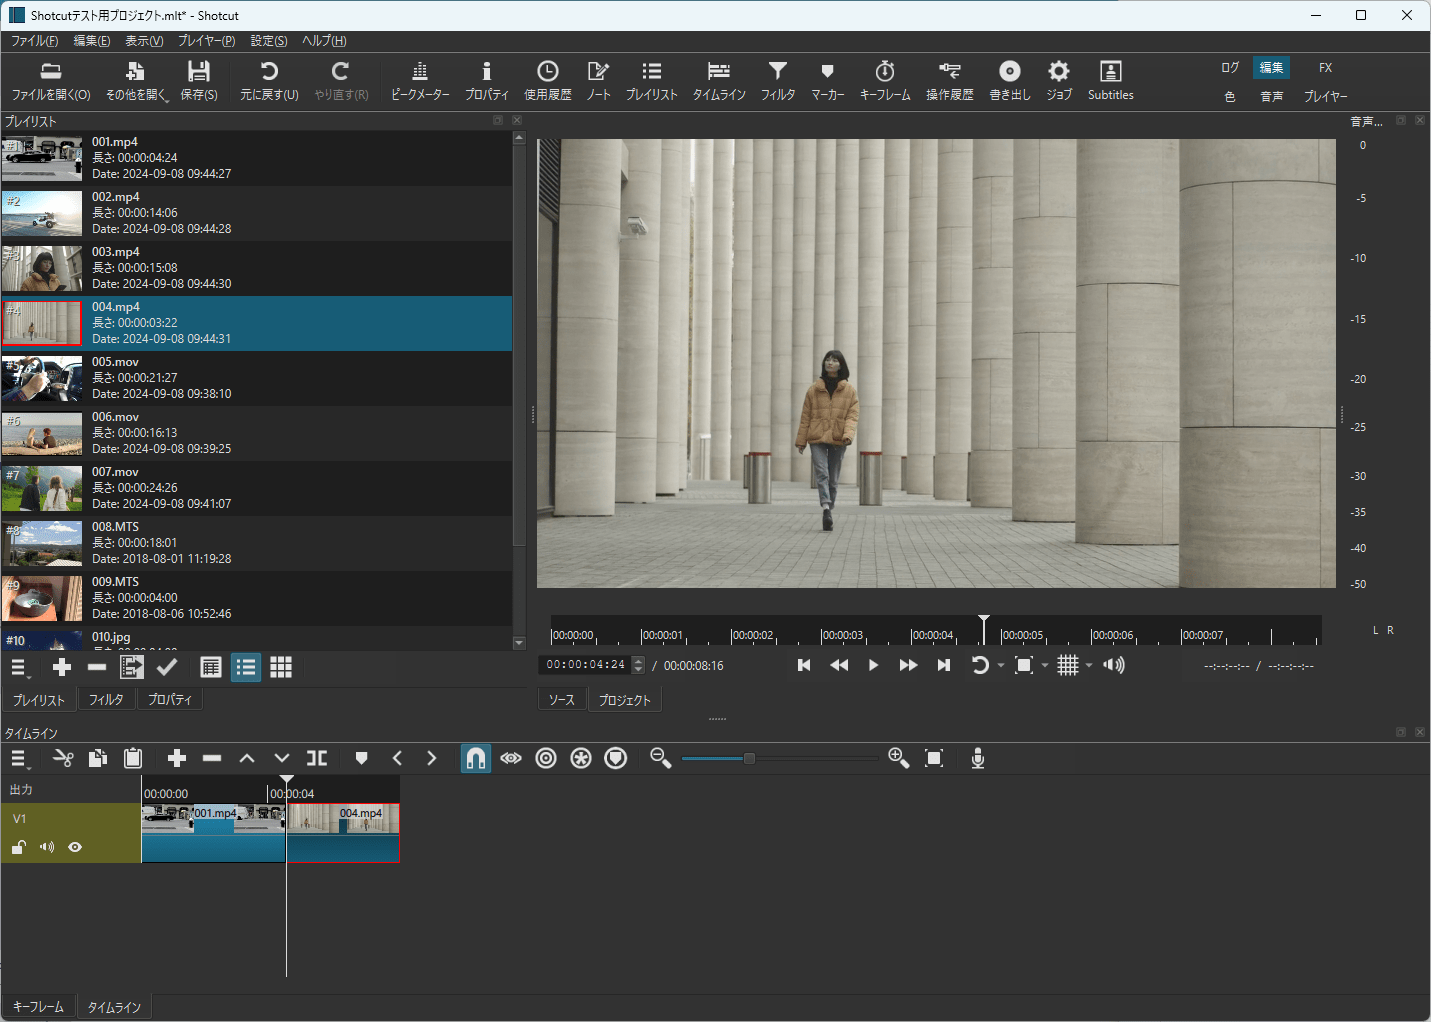 Shotcutテスト用プロジェクト.mlt* - Shotcut
ファイル(F) 編集(E) 表示(V) プレイヤー(P) 設定(S) ヘルプ(H)
ファイルを開く(O) その他を開く 保存(S) 元に戻す(U) やり直す(R) ピークメーター プロパティ 使用履歴 ノート プレイリスト タイムライン フィルタ マーカー キーフレーム 操作履歴 書き出し ジョブ Subtitles
ログ 編集 FX
色 音声 プレイヤー
プレイリスト
#1
001.mp4
長さ: 00:00:04:24
Date: 2024-09-08 09:44:27
#2
002.mp4
長さ: 00:00:14:06
Date: 2024-09-08 09:44:28
#3
003.mp4
長さ: 00:00:15:08
Date: 2024-09-08 09:44:30
#4
004.mp4
長さ: 00:00:03:22
Date: 2024-09-08 09:44:31
#5
005.mov
長さ: 00:00:21:27
Date: 2024-09-08 09:38:10
#6
006.mov
長さ: 00:00:16:13
Date: 2024-09-08 09:39:25
#7
007.mov
長さ: 00:00:24:26
Date: 2024-09-08 09:41:07
#8
008.MTS
長さ: 00:00:18:01
Date: 2018-08-01 11:19:28
#9
009.MTS
長さ: 00:00:04:00
Date: 2018-08-06 10:52:46
#10
010.jpg
プレイリスト フィルタ プロパティ
音声...
0
-5
-10
-15
-20
-25
-30
-35
-40
-50
L R
00:00:00 00:00:01 00:00:02 00:00:03 00:00:04 00:00:05 00:00:06 00:00:07
00:00:04:24 / 00:00:08:16
--:--:--:-- / --:--:--:--
ソース プロジェクト
タイムライン
出力
00:00:00 00:00:04
V1
001.mp4 004.mp4
キーフレーム タイムライン